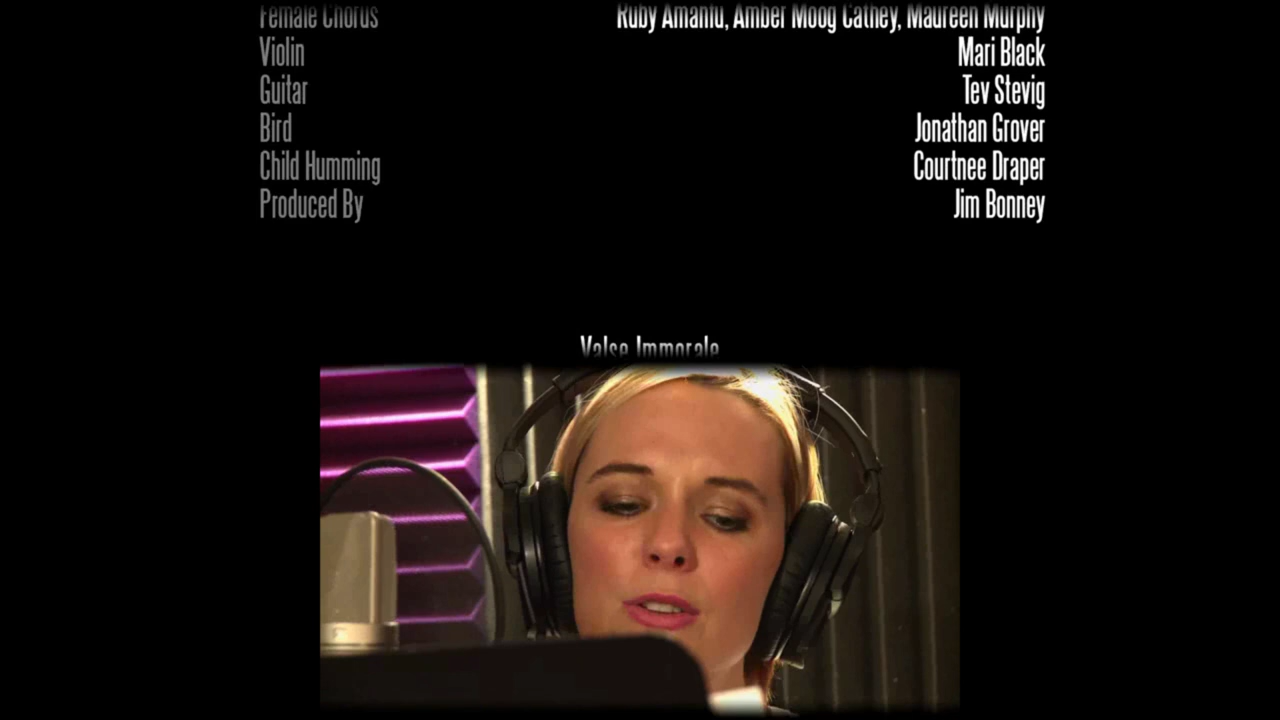 Female Chorus Ruby Amanfu, Amber Moog Cathey, Maureen Murphy
Violin Mari Black
Guitar Tev Stevig
Bird Jonathan Grover
Child Humming Courtnee Draper
Produced By Jim Bonney
Valse Immorale